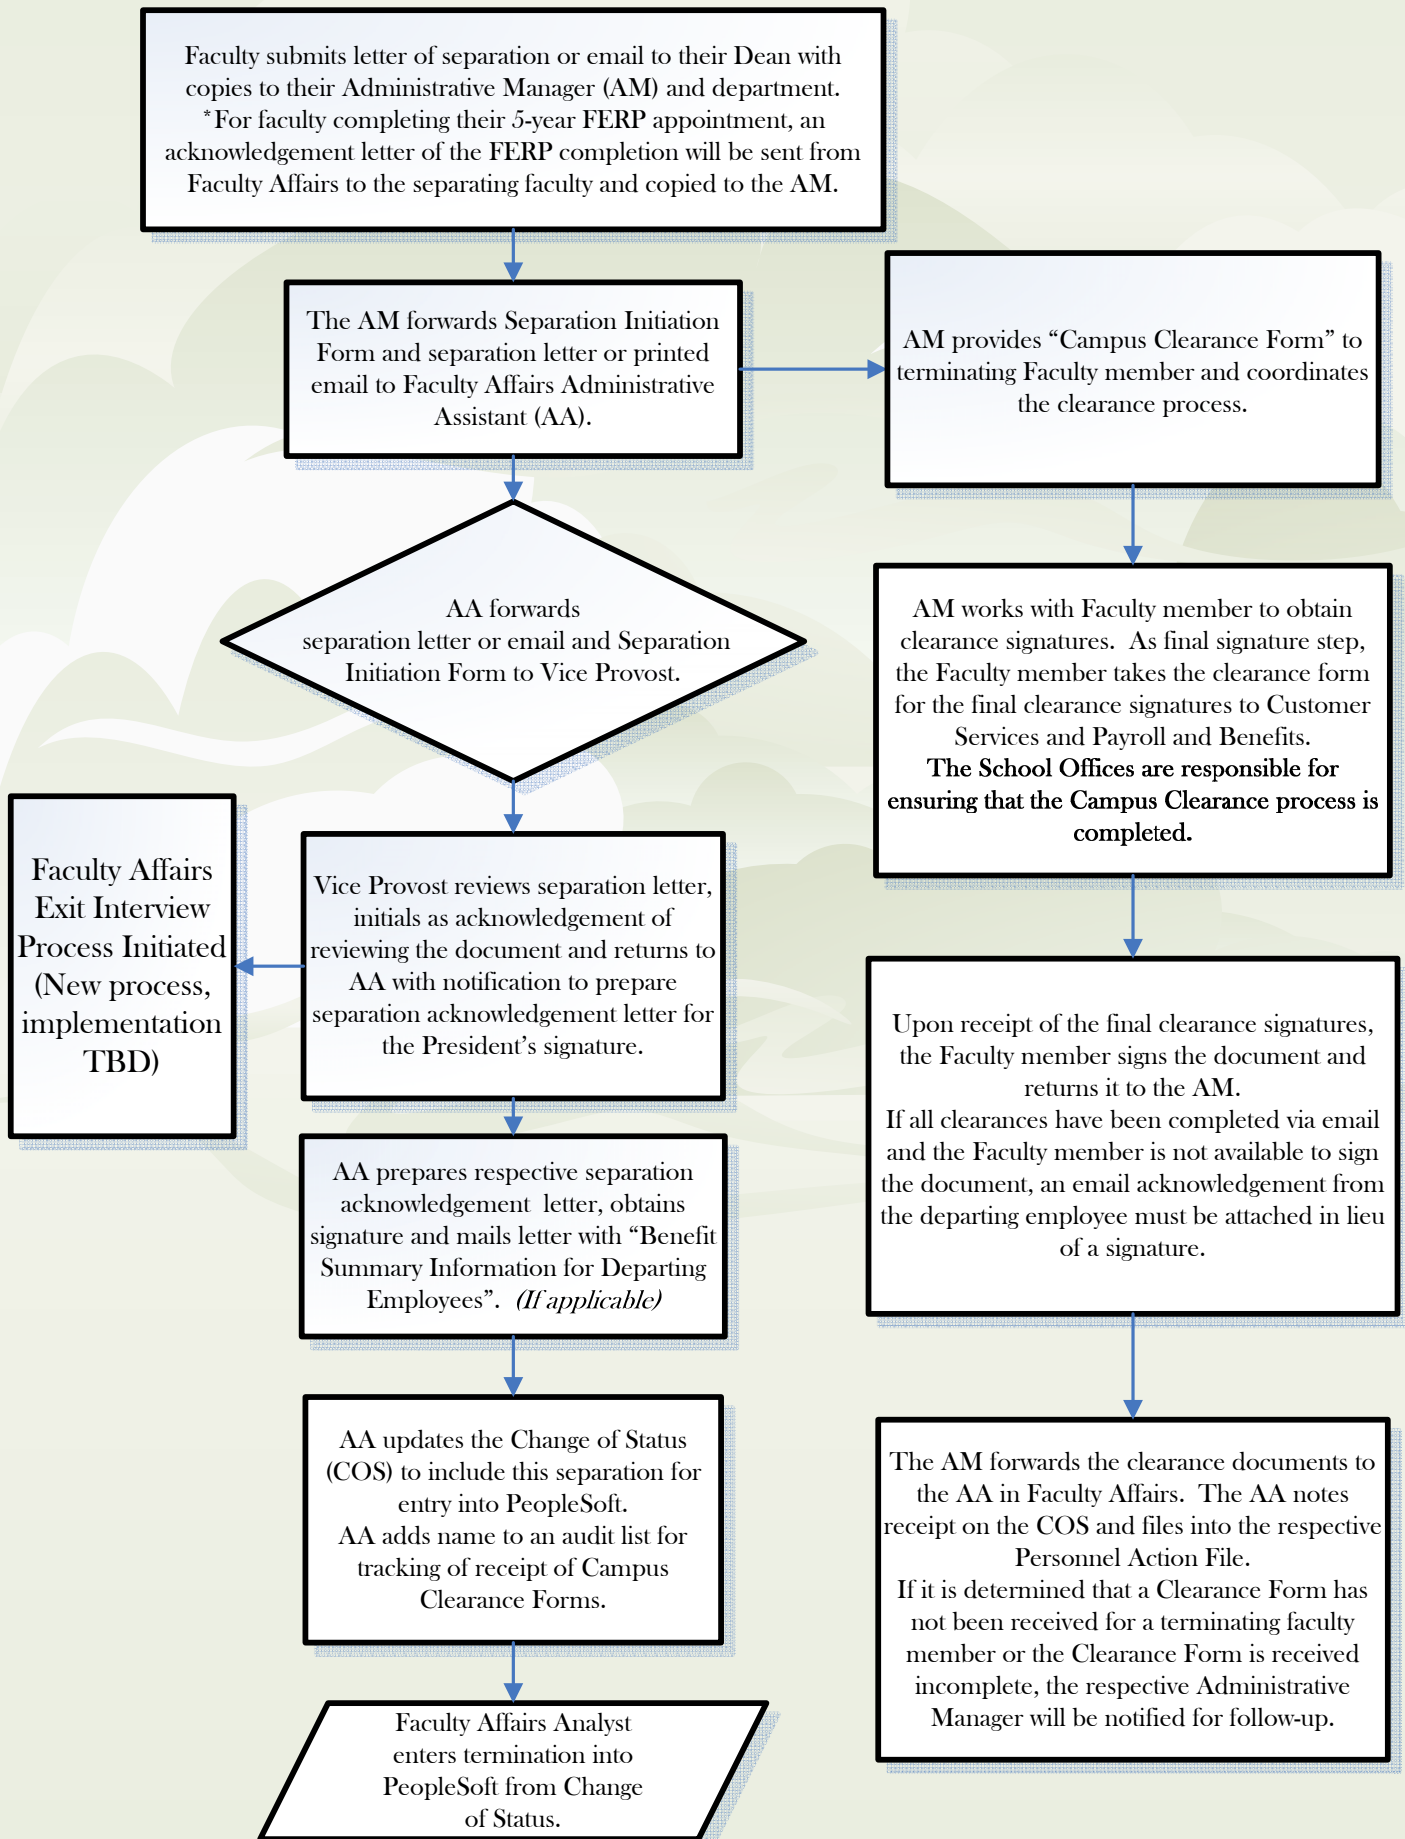 Faculty submits letter of separation or email to their Dean with
copies to their Administrative Manager (AM) and department.
*For faculty completing their 5-year FERP appointment, an
acknowledgement letter of the FERP completion will be sent from
Faculty Affairs to the separating faculty and copied to the AM.
The AM forwards Separation Initiation
Form and separation letter or printed
email to Faculty Affairs Administrative
Assistant (AA).
AM provides “Campus Clearance Form” to
terminating Faculty member and coordinates
the clearance process.
AA forwards
separation letter or email and Separation
Initiation Form to Vice Provost.
AM works with Faculty member to obtain
clearance signatures.  As final signature step,
the Faculty member takes the clearance form
for the final clearance signatures to Customer
Services and Payroll and Benefits.
The School Offices are responsible for
ensuring that the Campus Clearance process is
completed.
Faculty Affairs
Exit Interview
Process Initiated
(New process,
implementation
TBD)
Vice Provost reviews separation letter,
initials as acknowledgement of
reviewing the document and returns to
AA with notification to prepare
separation acknowledgement letter for
the President’s signature.
Upon receipt of the final clearance signatures,
the Faculty member signs the document and
returns it to the AM.
If all clearances have been completed via email
and the Faculty member is not available to sign
the document, an email acknowledgement from
the departing employee must be attached in lieu
of a signature.
AA prepares respective separation
acknowledgement  letter, obtains
signature and mails letter with “Benefit
Summary Information for Departing
Employees”.  (If applicable)
AA updates the Change of Status
(COS) to include this separation for
entry into PeopleSoft.
AA adds name to an audit list for
tracking of receipt of Campus
Clearance Forms.
The AM forwards the clearance documents to
the AA in Faculty Affairs.  The AA notes
receipt on the COS and files into the respective
Personnel Action File.
If it is determined that a Clearance Form has
not been received for a terminating faculty
member or the Clearance Form is received
incomplete, the respective Administrative
Manager will be notified for follow-up.
Faculty Affairs Analyst
enters termination into
PeopleSoft from Change
of Status.